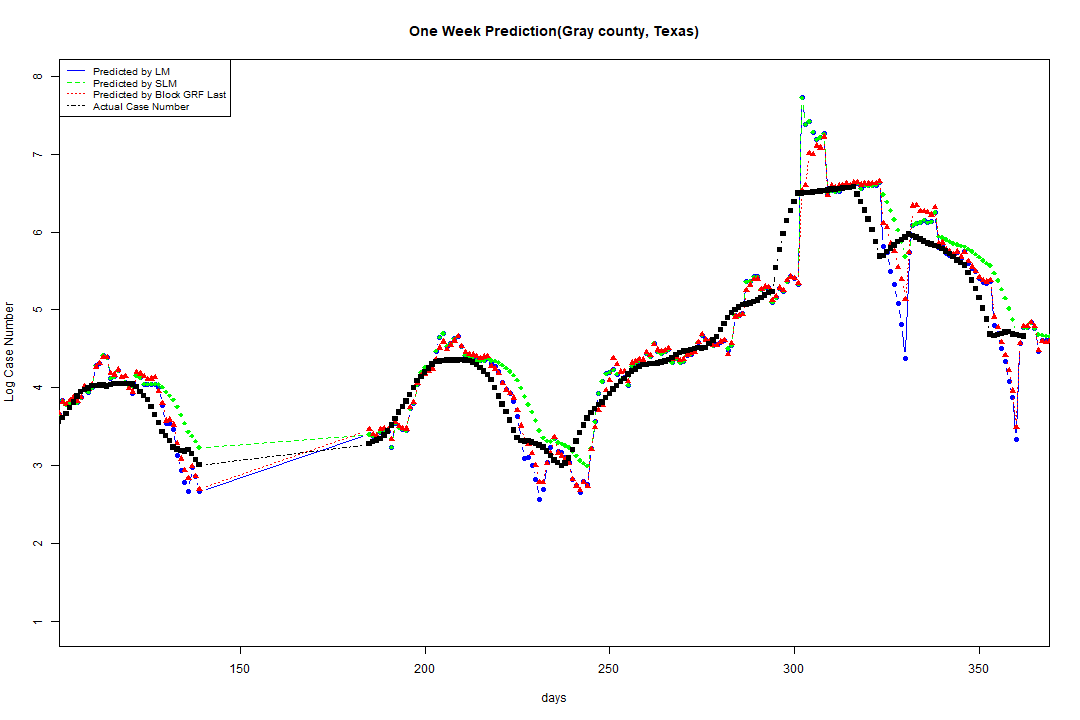 One Week Prediction(Gray county, Texas)
Predicted by LM
Predicted by SLM
Predicted by Block GRF Last
Actual Case Number
8
7
6
5
4
3
2
1
Log Case Number
150 200 250 300 350
days